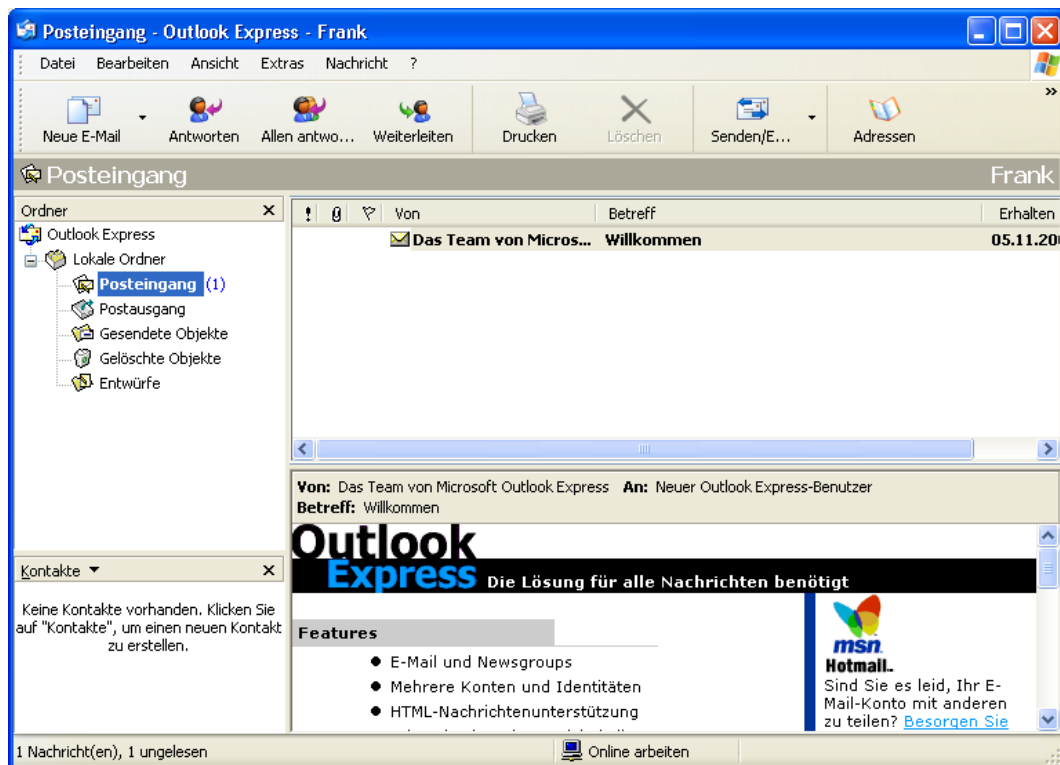 Posteingang - Outlook Express - Frank
Datei Bearbeiten Ansicht Extras Nachricht ?
Neue E-Mail Antworten Allen antwo... Weiterleiten Drucken Löschen Senden/E... Adressen
Posteingang Frank
Ordner
Outlook Express
Lokale Ordner
Posteingang (1)
Postausgang
Gesendete Objekte
Gelöschte Objekte
Entwürfe
Von Betreff Erhalten
Das Team von Micros... Willkommen 05.11.20
Von: Das Team von Microsoft Outlook Express An: Neuer Outlook Express-Benutzer
Betreff: Willkommen
Outlook
Express Die Lösung für alle Nachrichten benötigt
Features
E-Mail und Newsgroups
Mehrere Konten und Identitäten
HTML-Nachrichtenunterstützung
msn
Hotmail
Sind Sie es leid, Ihr E-
Mail-Konto mit anderen
zu teilen? Besorgen Sie
Kontakte
Keine Kontakte vorhanden. Klicken Sie
auf "Kontakte", um einen neuen Kontakt
zu erstellen.
1 Nachricht(en), 1 ungelesen Online arbeiten